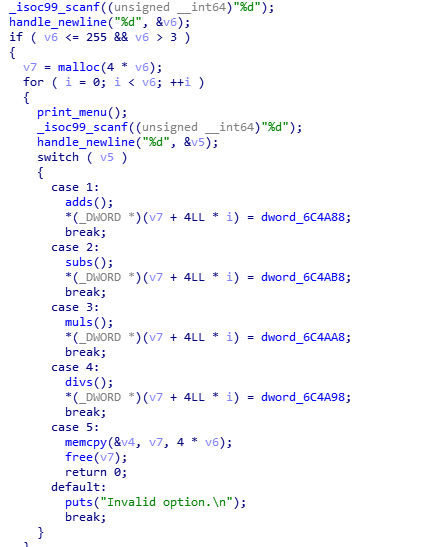 _isoc99_scanf((unsigned __int64)"%d");
handle_newline("%d", &v6);
if ( v6 <= 255 && v6 > 3 )
{
v7 = malloc(4 * v6);
for ( i = 0; i < v6; ++i )
{
print_menu();
_isoc99_scanf((unsigned __int64)"%d");
handle_newline("%d", &v5);
switch ( v5 )
{
case 1:
adds();
*(_DWORD *)(v7 + 4LL * i) = dword_6C4A88;
break;
case 2:
subs();
*(_DWORD *)(v7 + 4LL * i) = dword_6C4AB8;
break;
case 3:
muls();
*(_DWORD *)(v7 + 4LL * i) = dword_6C4AA8;
break;
case 4:
divs();
*(_DWORD *)(v7 + 4LL * i) = dword_6C4A98;
break;
case 5:
memcpy(&v4, v7, 4 * v6);
free(v7);
return 0;
default:
puts("Invalid option.\n");
break;
}
}